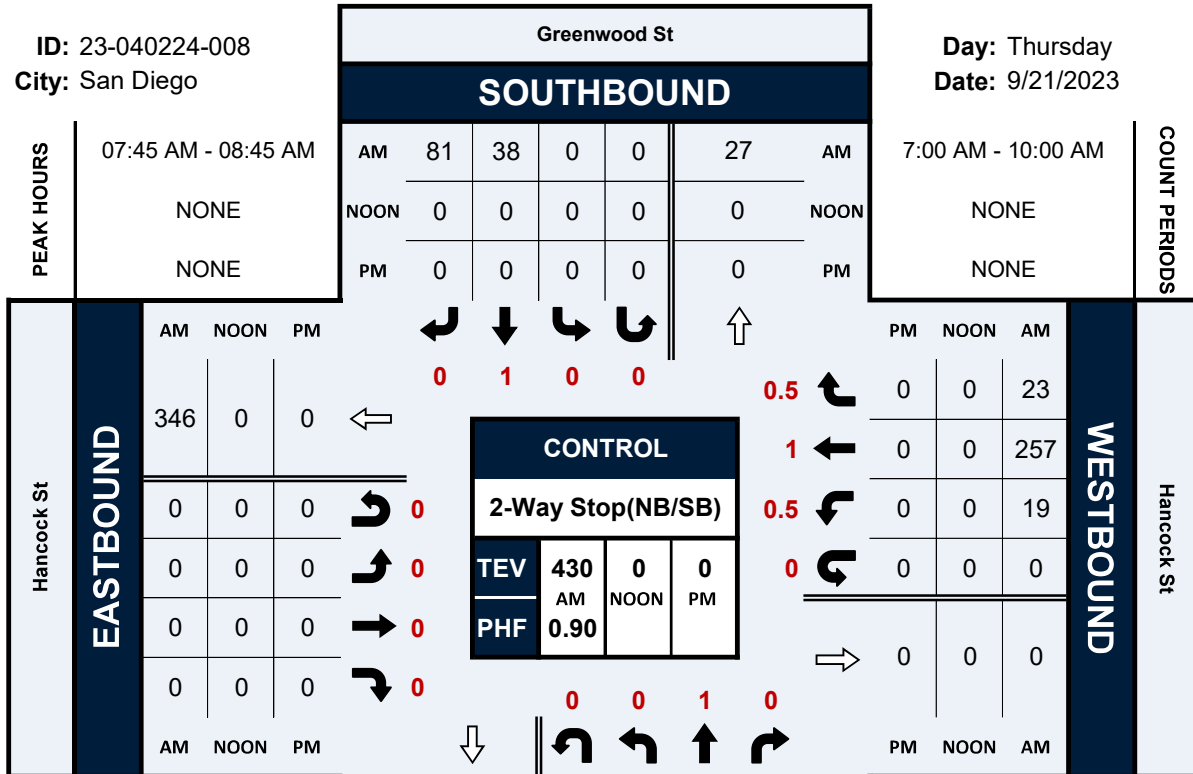 ID: 23-040224-008
City: San Diego
Day: Thursday
Date: 9/21/2023
Greenwood St
SOUTHBOUND
PEAK HOURS
07:45 AM - 08:45 AM
NONE
NONE
AM 81 38 0 0 27 AM
NOON 0 0 0 0 0 NOON
PM 0 0 0 0 0 PM
7:00 AM - 10:00 AM
NONE
NONE
COUNT PERIODS
0 1 0 0
Hancock St
EASTBOUND
AM NOON PM
346 0 0
0 0 0 0
0 0 0 0
0 0 0 0
0 0 0 0
AM NOON PM
CONTROL
2-Way Stop(NB/SB)
TEV 430 0 0
AM NOON PM
PHF 0.90
PM NOON AM
0.5 0 0 23
1 0 0 257
0.5 0 0 19
0 0 0 0
0 0 0
PM NOON AM
WESTBOUND
Hancock St
0 0 1 0